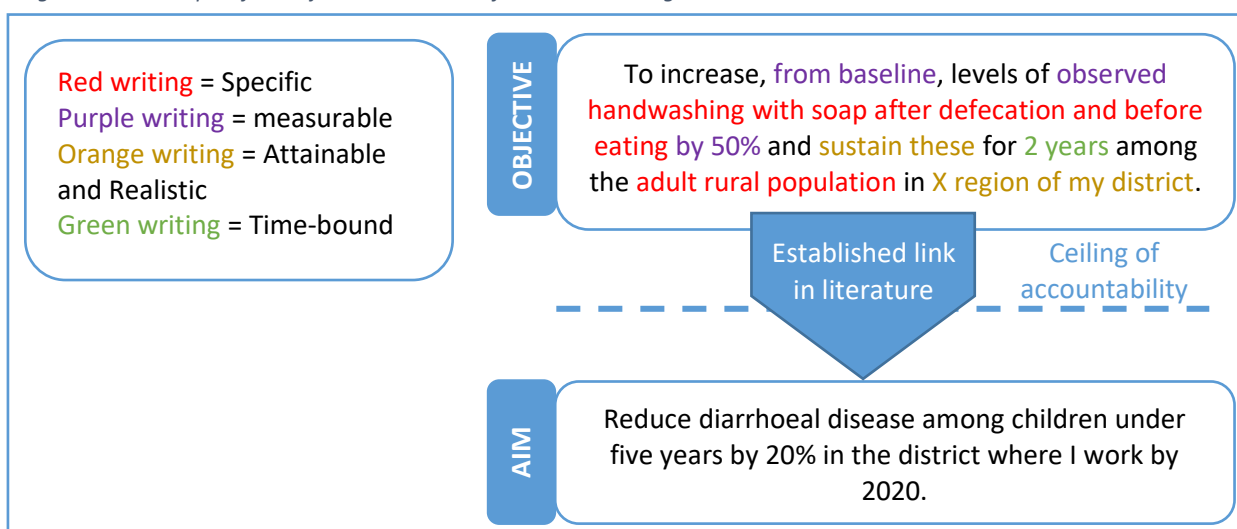 Red writing = Specific
Purple writing = measurable
Orange writing = Attainable
and Realistic
Green writing = Time-bound
OBJECTIVE
To increase, from baseline, levels of observed
handwashing with soap after defecation and before
eating by 50% and sustain these for 2 years among
the adult rural population in X region of my district.
Established link
in literature
Ceiling of
accountability
AIM
Reduce diarrhoeal disease among children under
five years by 20% in the district where I work by
2020.